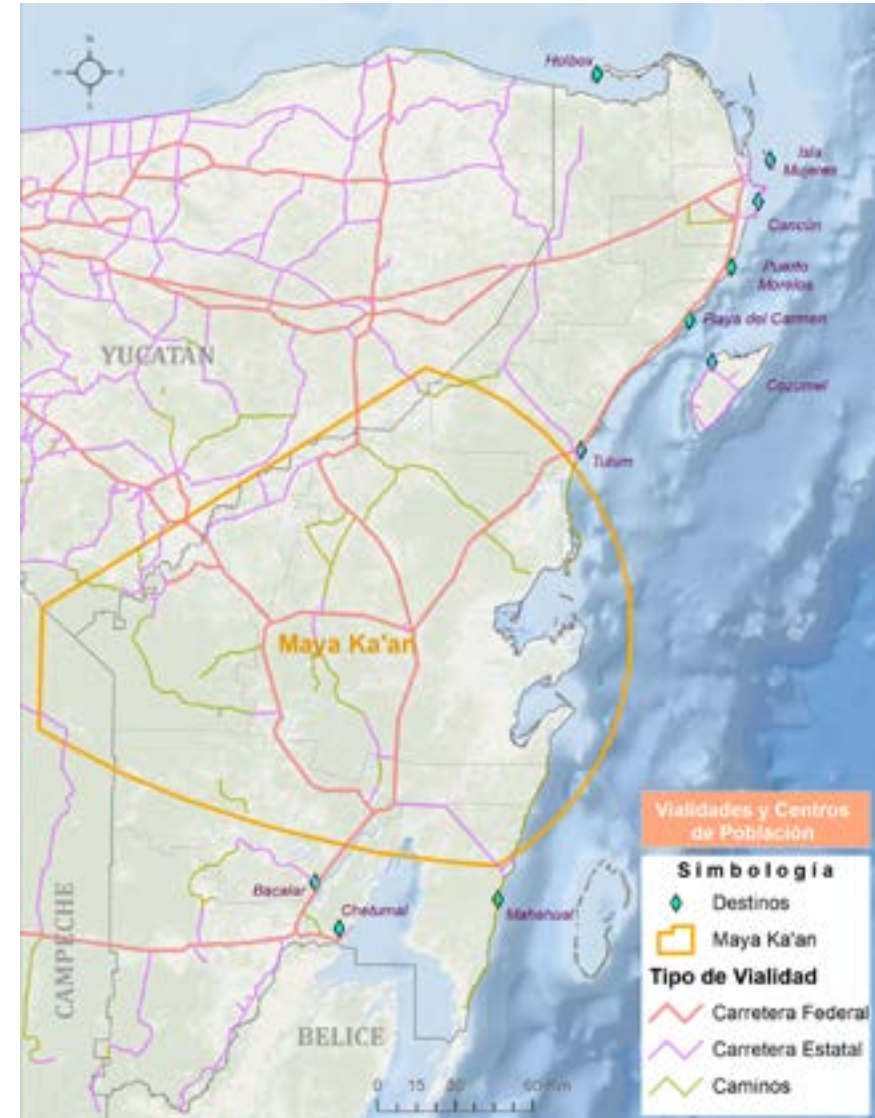 N
Holbox
Isla
Mujeres
Cancún
Puerto
Morelos
Playa del Carmen
YUCATÁN
Cozumel
Tulum
Maya Ka'an
Vialidades y Centros
de Población
Simbología
Destinos
Maya Ka'an
Tipo de Vialidad
Carretera Federal
Carretera Estatal
Caminos
Bacalar
Chetumal
Mahahual
CAMPECHE
BELICE
0 15 30 60 Km